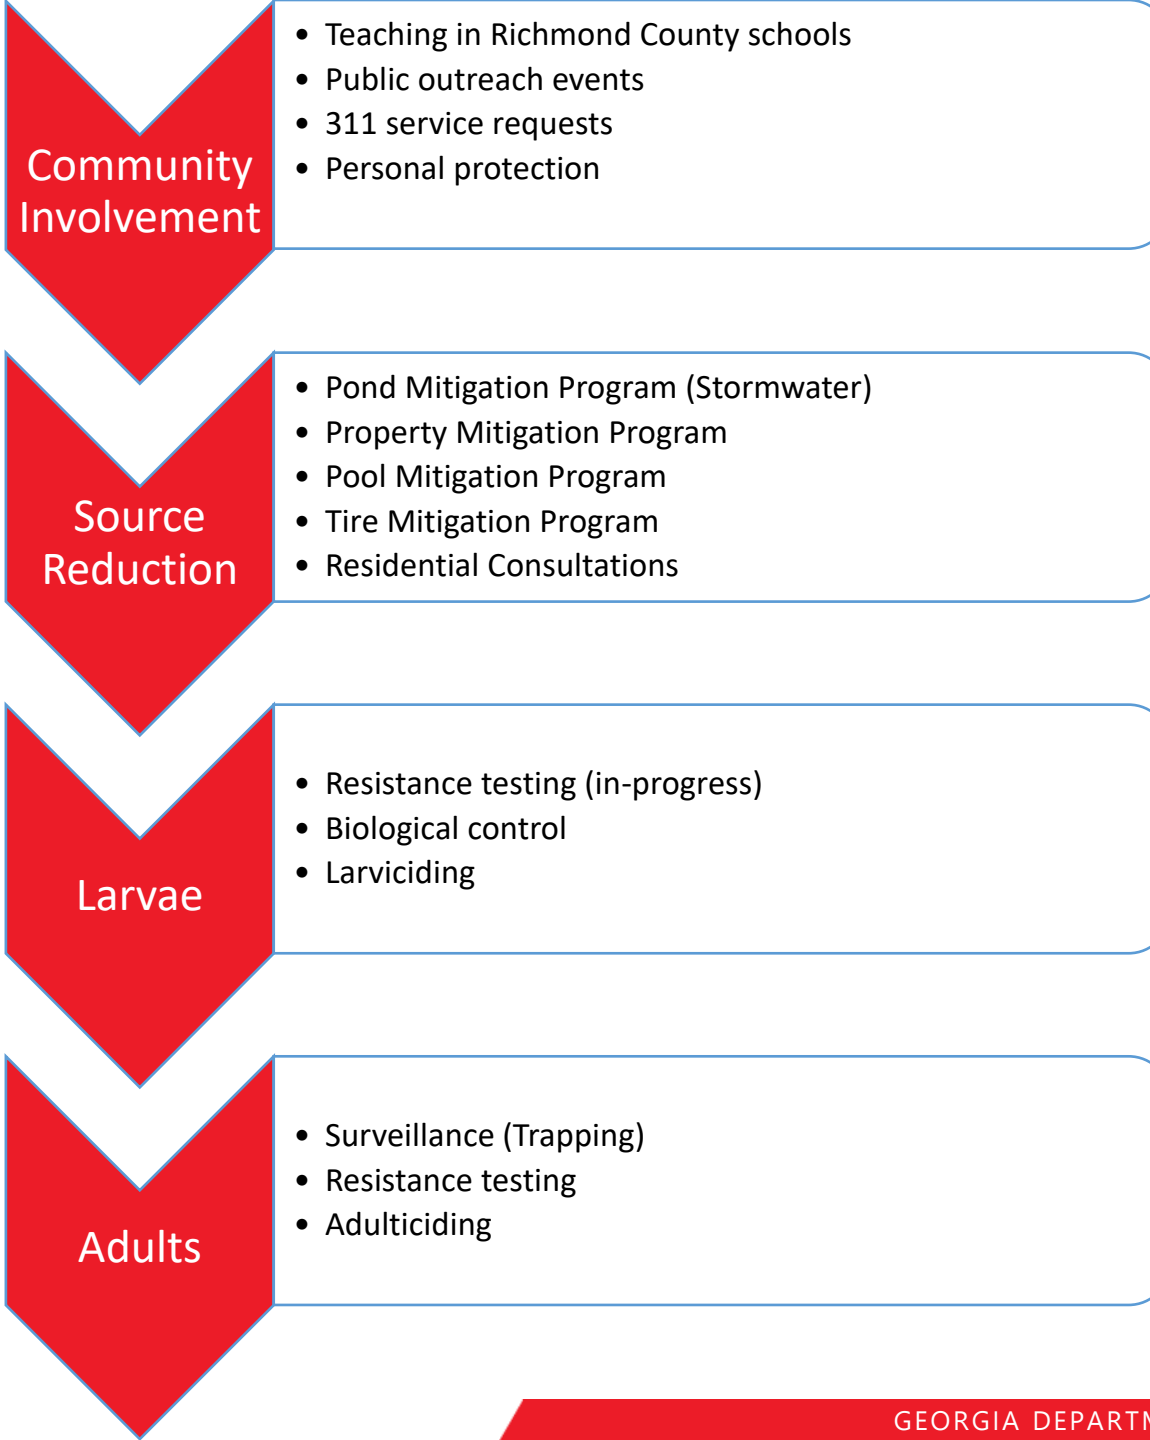 Community
Involvement
• Teaching in Richmond County schools
• Public outreach events
• 311 service requests
• Personal protection
Source
Reduction
• Pond Mitigation Program (Stormwater)
• Property Mitigation Program
• Pool Mitigation Program
• Tire Mitigation Program
• Residential Consultations
Larvae
• Resistance testing (in-progress)
• Biological control
• Larviciding
Adults
• Surveillance (Trapping)
• Resistance testing
• Adulticiding
GEORGIA